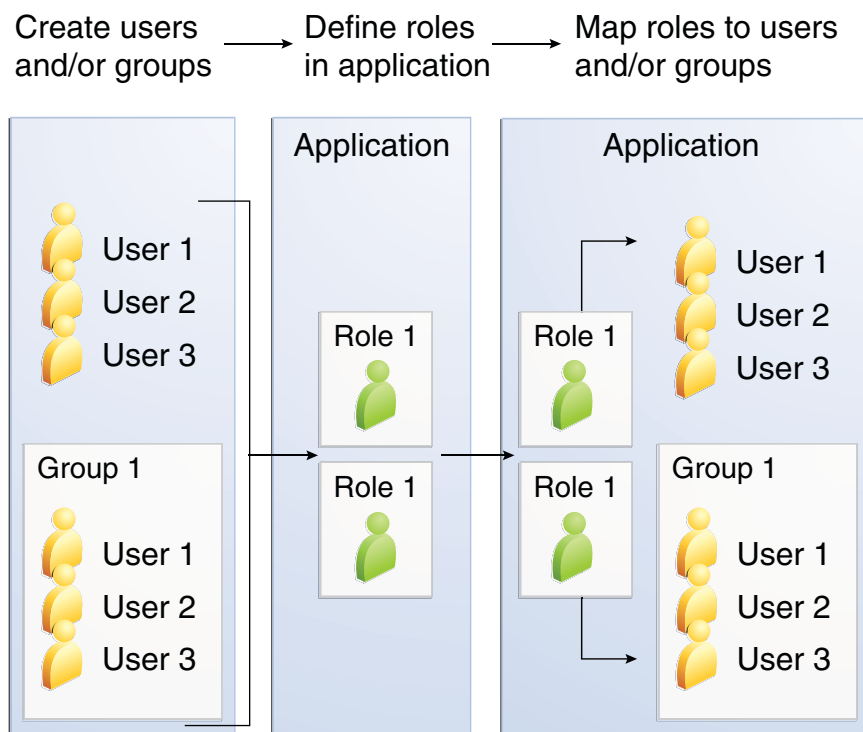 Create users
and/or groups
Define roles
in application
Map roles to users
and/or groups
User 1
User 2
User 3
Group 1
User 1
User 2
User 3
Application
Role 1
Role 1
Application
Role 1
Role 1
User 1
User 2
User 3
Group 1
User 1
User 2
User 3